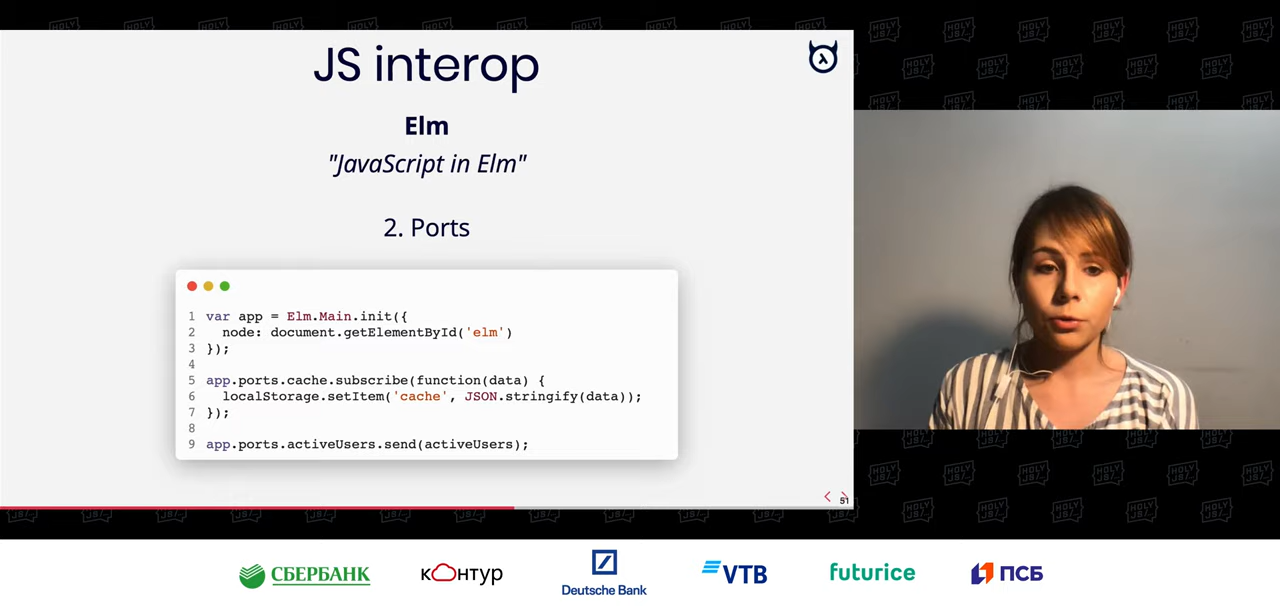 JS interop
Elm
"JavaScript in Elm"
2. Ports
1 var app = Elm.Main.init({
2   node: document.getElementById('elm')
3 });
4
5 app.ports.cache.subscribe(function(data) {
6   localStorage.setItem('cache', JSON.stringify(data));
7 });
8
9 app.ports.activeUsers.send(activeUsers);
51
СБЕРБАНК
КОНТУР
Deutsche Bank
VTB
futurice
ПСБ